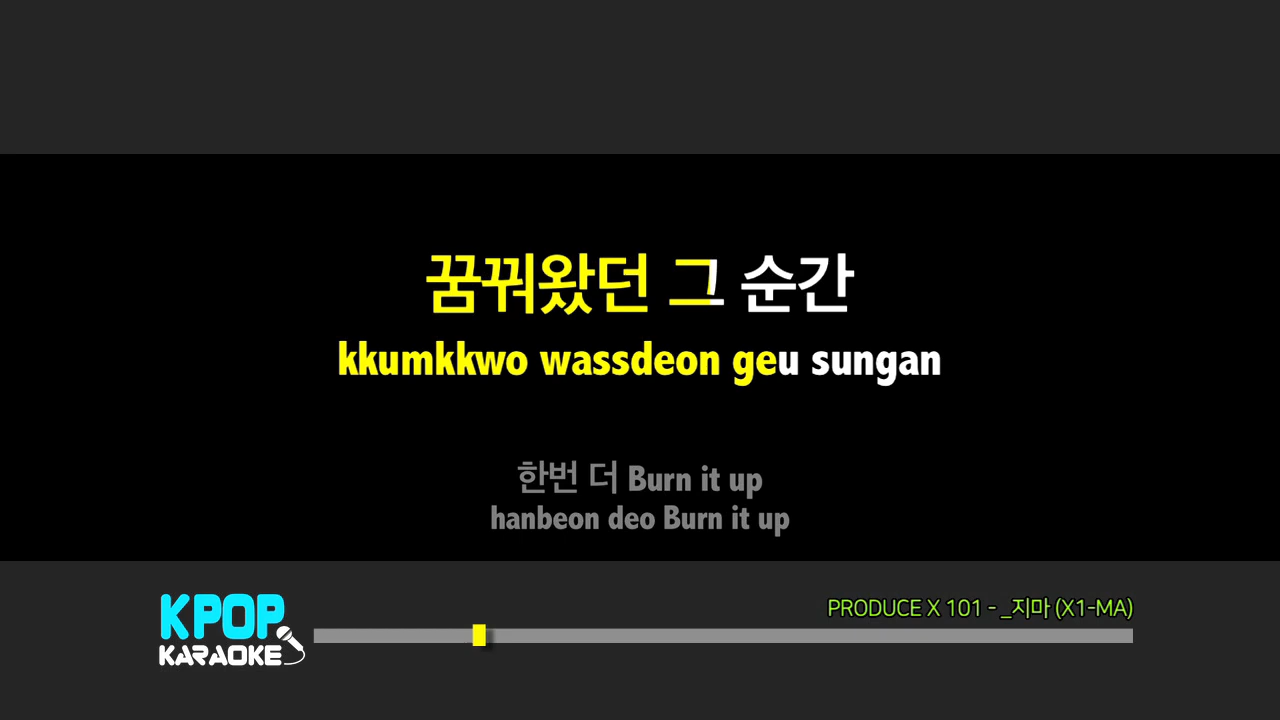 꿈꿔왔던 그 순간
kkumkkwo wassdeon geu sungan
한번 더 Burn it up
hanbeon deo Burn it up
PRODUCE X 101 - _지마 (X1-MA)
KPOP
KARAOKE